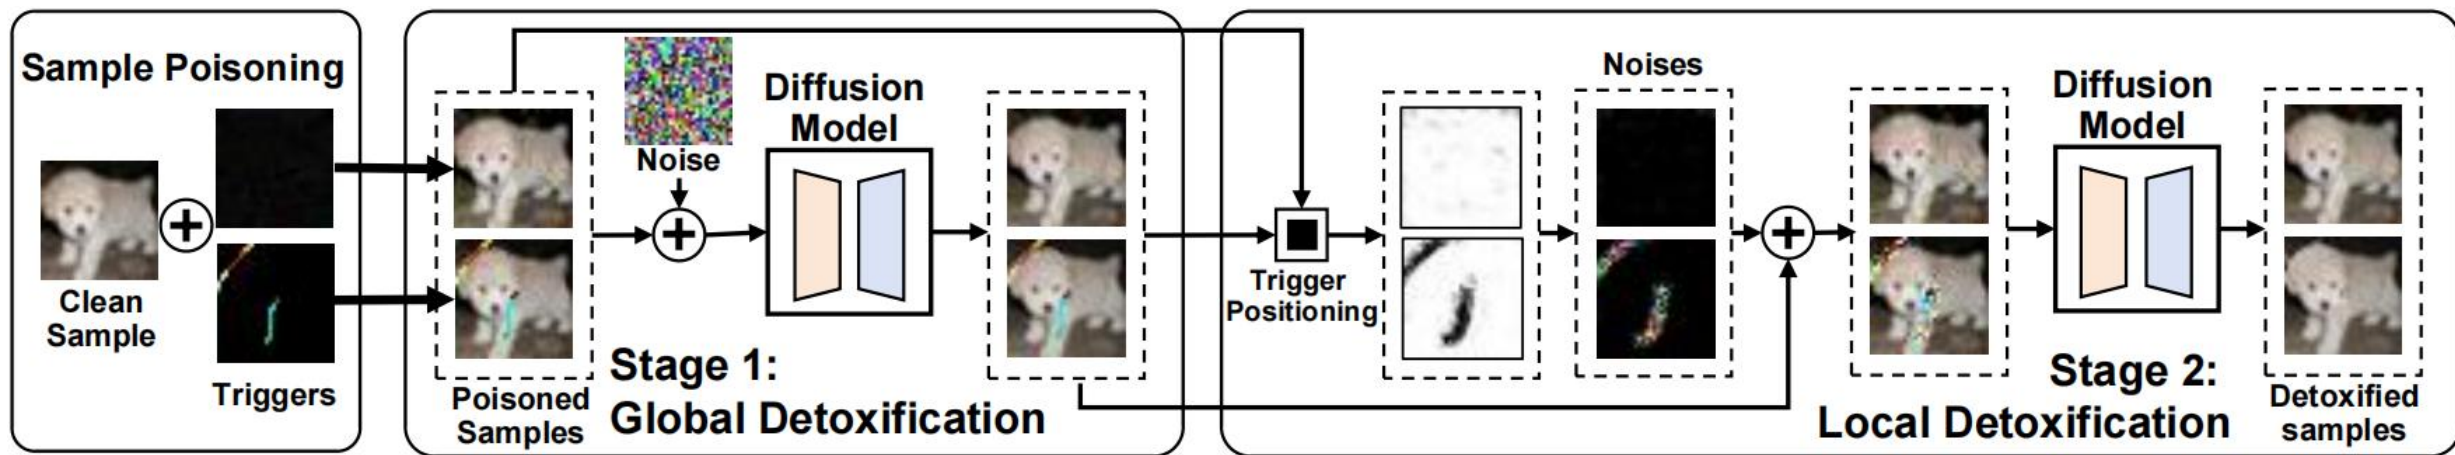 Sample Poisoning
Clean
Sample
Triggers
Poisoned
Samples
Noise
Diffusion
Model
Stage 1:
Global Detoxification
Trigger
Positioning
Noises
Diffusion
Model
Stage 2:
Local Detoxification
Detoxified
samples